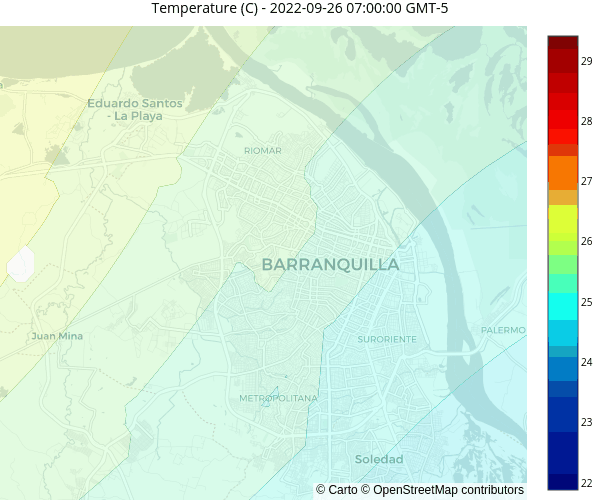 Temperature (C) - 2022-09-26 07:00:00 GMT-5
Eduardo Santos
- La Playa
RIOMAR
BARRANQUILLA
Juan Mina
SURORIENTE
PALERMO
METROPOLITANA
Soledad
© Carto © OpenStreetMap contributors
29
28
27
26
25
24
23
22